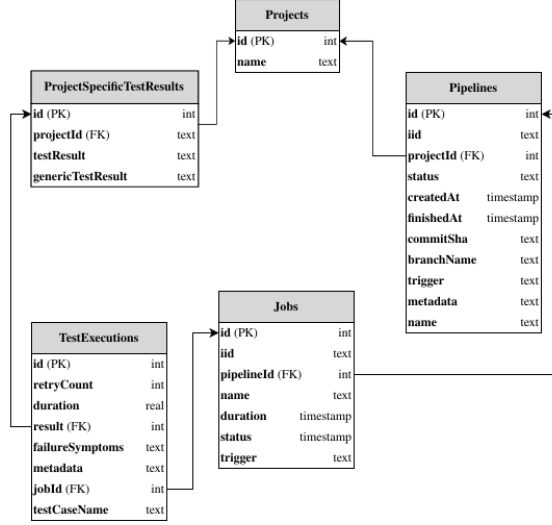 Projects
id (PK) int
name text
ProjectSpecificTestResults
id (PK) int
projectId (FK) text
testResult text
genericTestResult text
Pipelines
id (PK) int
iid text
projectId (FK) int
status text
createdAt timestamp
finishedAt timestamp
commitSha text
branchName text
trigger text
metadata text
name text
Jobs
id (PK) int
iid text
pipelineId (FK) int
name text
duration timestamp
status timestamp
trigger text
TestExecutions
id (PK) int
retryCount int
duration real
result (FK) int
failureSymptoms text
metadata text
jobId (FK) int
testCaseName text